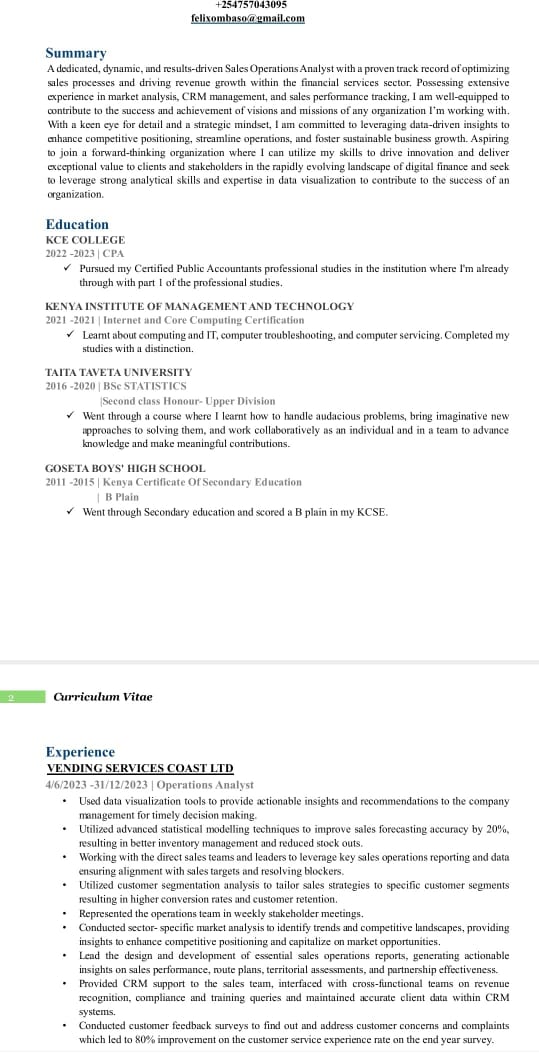 +254757043095
felixombaso@gmail.com
Summary
A dedicated, dynamic, and results-driven Sales Operations Analyst with a proven track record of optimizing
sales processes and driving revenue growth within the financial services sector. Possessing extensive
experience in market analysis, CRM management, and sales performance tracking, I am well-equipped to
contribute to the success and achievement of visions and missions of any organization I'm working with.
With a keen eye for detail and a strategic mindset, I am committed to leveraging data-driven insights to
enhance competitive positioning, streamline operations, and foster sustainable business growth. Aspiring
to join a forward-thinking organization where I can utilize my skills to drive innovation and deliver
exceptional value to clients and stakeholders in the rapidly evolving landscape of digital finance and seek
to leverage strong analytical skills and expertise in data visualization to contribute to the success of an
organization.
Education
KCE COLLEGE
2022 -2023 | CPA
✓ Pursued my Certified Public Accountants professional studies in the institution where I'm already
through with part 1 of the professional studies.
KENYA INSTITUTE OF MANAGEMENT AND TECHNOLOGY
2021 -2021 | Internet and Core Computing Certification
✓ Learnt about computing and IT, computer troubleshooting, and computer servicing. Completed my
studies with a distinction.
TAITA TAVETA UNIVERSITY
2016 -2020 | BSc STATISTICS
|Second class Honour- Upper Division
✓ Went through a course where I learnt how to handle audacious problems, bring imaginative new
approaches to solving them, and work collaboratively as an individual and in a team to advance
knowledge and make meaningful contributions.
GOSETA BOYS' HIGH SCHOOL
2011 -2015 | Kenya Certificate Of Secondary Education
| B Plain
✓ Went through Secondary education and scored a B plain in my KCSE.
2 Curriculum Vitae
Experience
VENDING SERVICES COAST LTD
4/6/2023 -31/12/2023 | Operations Analyst
• Used data visualization tools to provide actionable insights and recommendations to the company
management for timely decision making.
• Utilized advanced statistical modelling techniques to improve sales forecasting accuracy by 20%,
resulting in better inventory management and reduced stock outs.
• Working with the direct sales teams and leaders to leverage key sales operations reporting and data
ensuring alignment with sales targets and resolving blockers.
• Utilized customer segmentation analysis to tailor sales strategies to specific customer segments
resulting in higher conversion rates and customer retention.
• Represented the operations team in weekly stakeholder meetings.
• Conducted sector- specific market analysis to identify trends and competitive landscapes, providing
insights to enhance competitive positioning and capitalize on market opportunities.
• Lead the design and development of essential sales operations reports, generating actionable
insights on sales performance, route plans, territorial assessments, and partnership effectiveness.
• Provided CRM support to the sales team, interfaced with cross-functional teams on revenue
recognition, compliance and training queries and maintained accurate client data within CRM
systems.
• Conducted customer feedback surveys to find out and address customer concerns and complaints
which led to 80% improvement on the customer service experience rate on the end year survey.